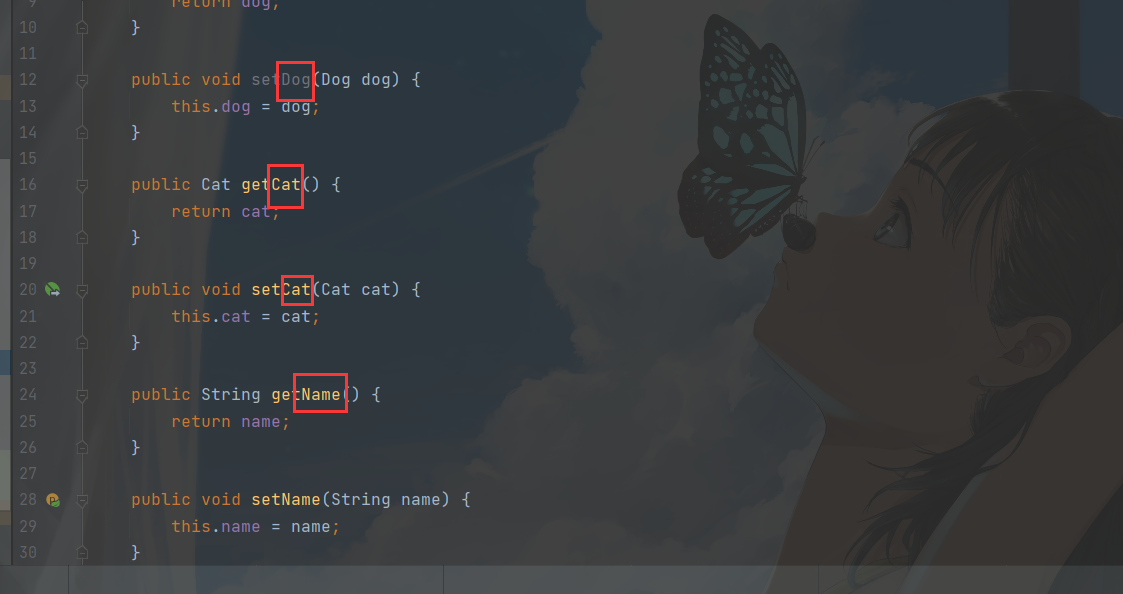 9 return dog;
10 }
11
12 public void setDog(Dog dog) {
13 this.dog = dog;
14 }
15
16 public Cat getCat() {
17 return cat;
18 }
19
20 public void setCat(Cat cat) {
21 this.cat = cat;
22 }
23
24 public String getName() {
25 return name;
26 }
27
28 public void setName(String name) {
29 this.name = name;
30 }